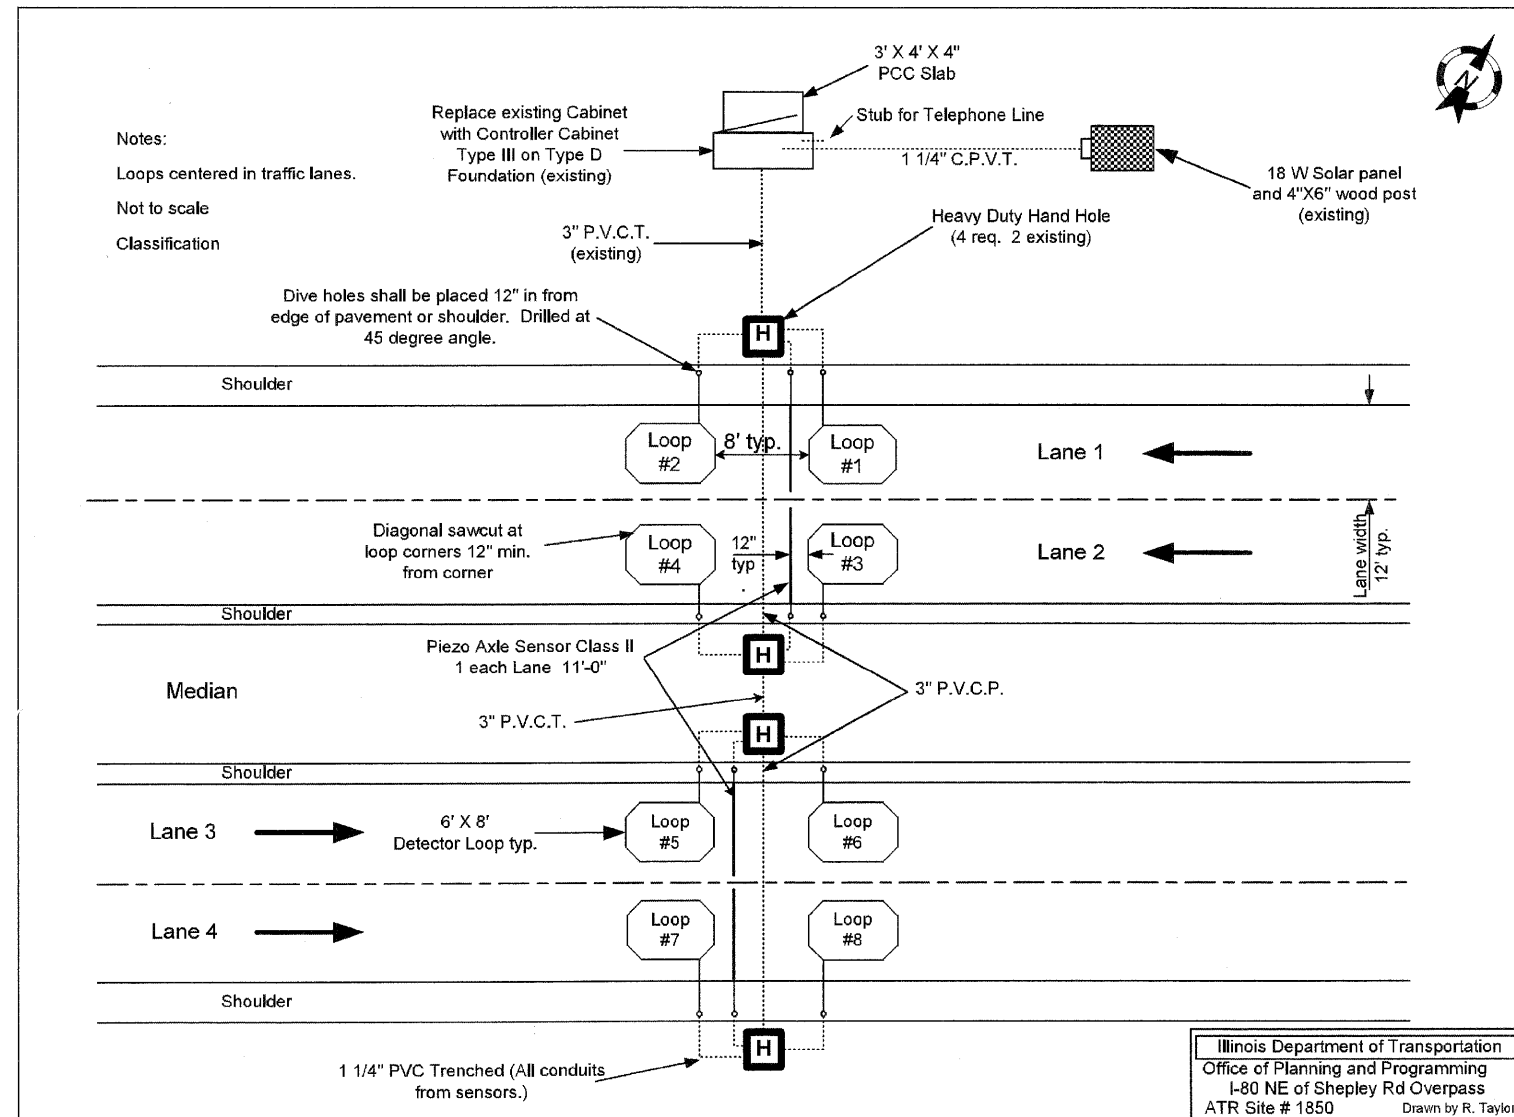 3' X 4' X 4"
PCC Slab
N
Replace existing Cabinet
with Controller Cabinet
Type III on Type D
Foundation (existing)
Stub for Telephone Line
1 1/4" C.P.V.T.
18 W Solar panel
and 4"X6" wood post
(existing)
Notes:
Loops centered in traffic lanes.
Not to scale
Classification
3" P.V.C.T.
(existing)
Heavy Duty Hand Hole
(4 req. 2 existing)
Dive holes shall be placed 12" in from
edge of pavement or shoulder. Drilled at
45 degree angle.
H
Shoulder
Loop
#2
8' typ.
Loop
#1
Lane 1
Diagonal sawcut at
loop corners 12" min.
from corner
Loop
#4
12"
typ
.
Loop
#3
Lane 2
Lane width
12' typ.
Shoulder
Piezo Axle Sensor Class II
1 each Lane 11'-0"
H
Median
3" P.V.C.P.
3" P.V.C.T.
H
Shoulder
Lane 3
6' X 8'
Detector Loop typ.
Loop
#5
Loop
#6
Lane 4
Loop
#7
Loop
#8
Shoulder
H
1 1/4" PVC Trenched (All conduits
from sensors.)
Illinois Department of Transportation
Office of Planning and Programming
I-80 NE of Shepley Rd Overpass
ATR Site # 1850 Drawn by R. Taylor